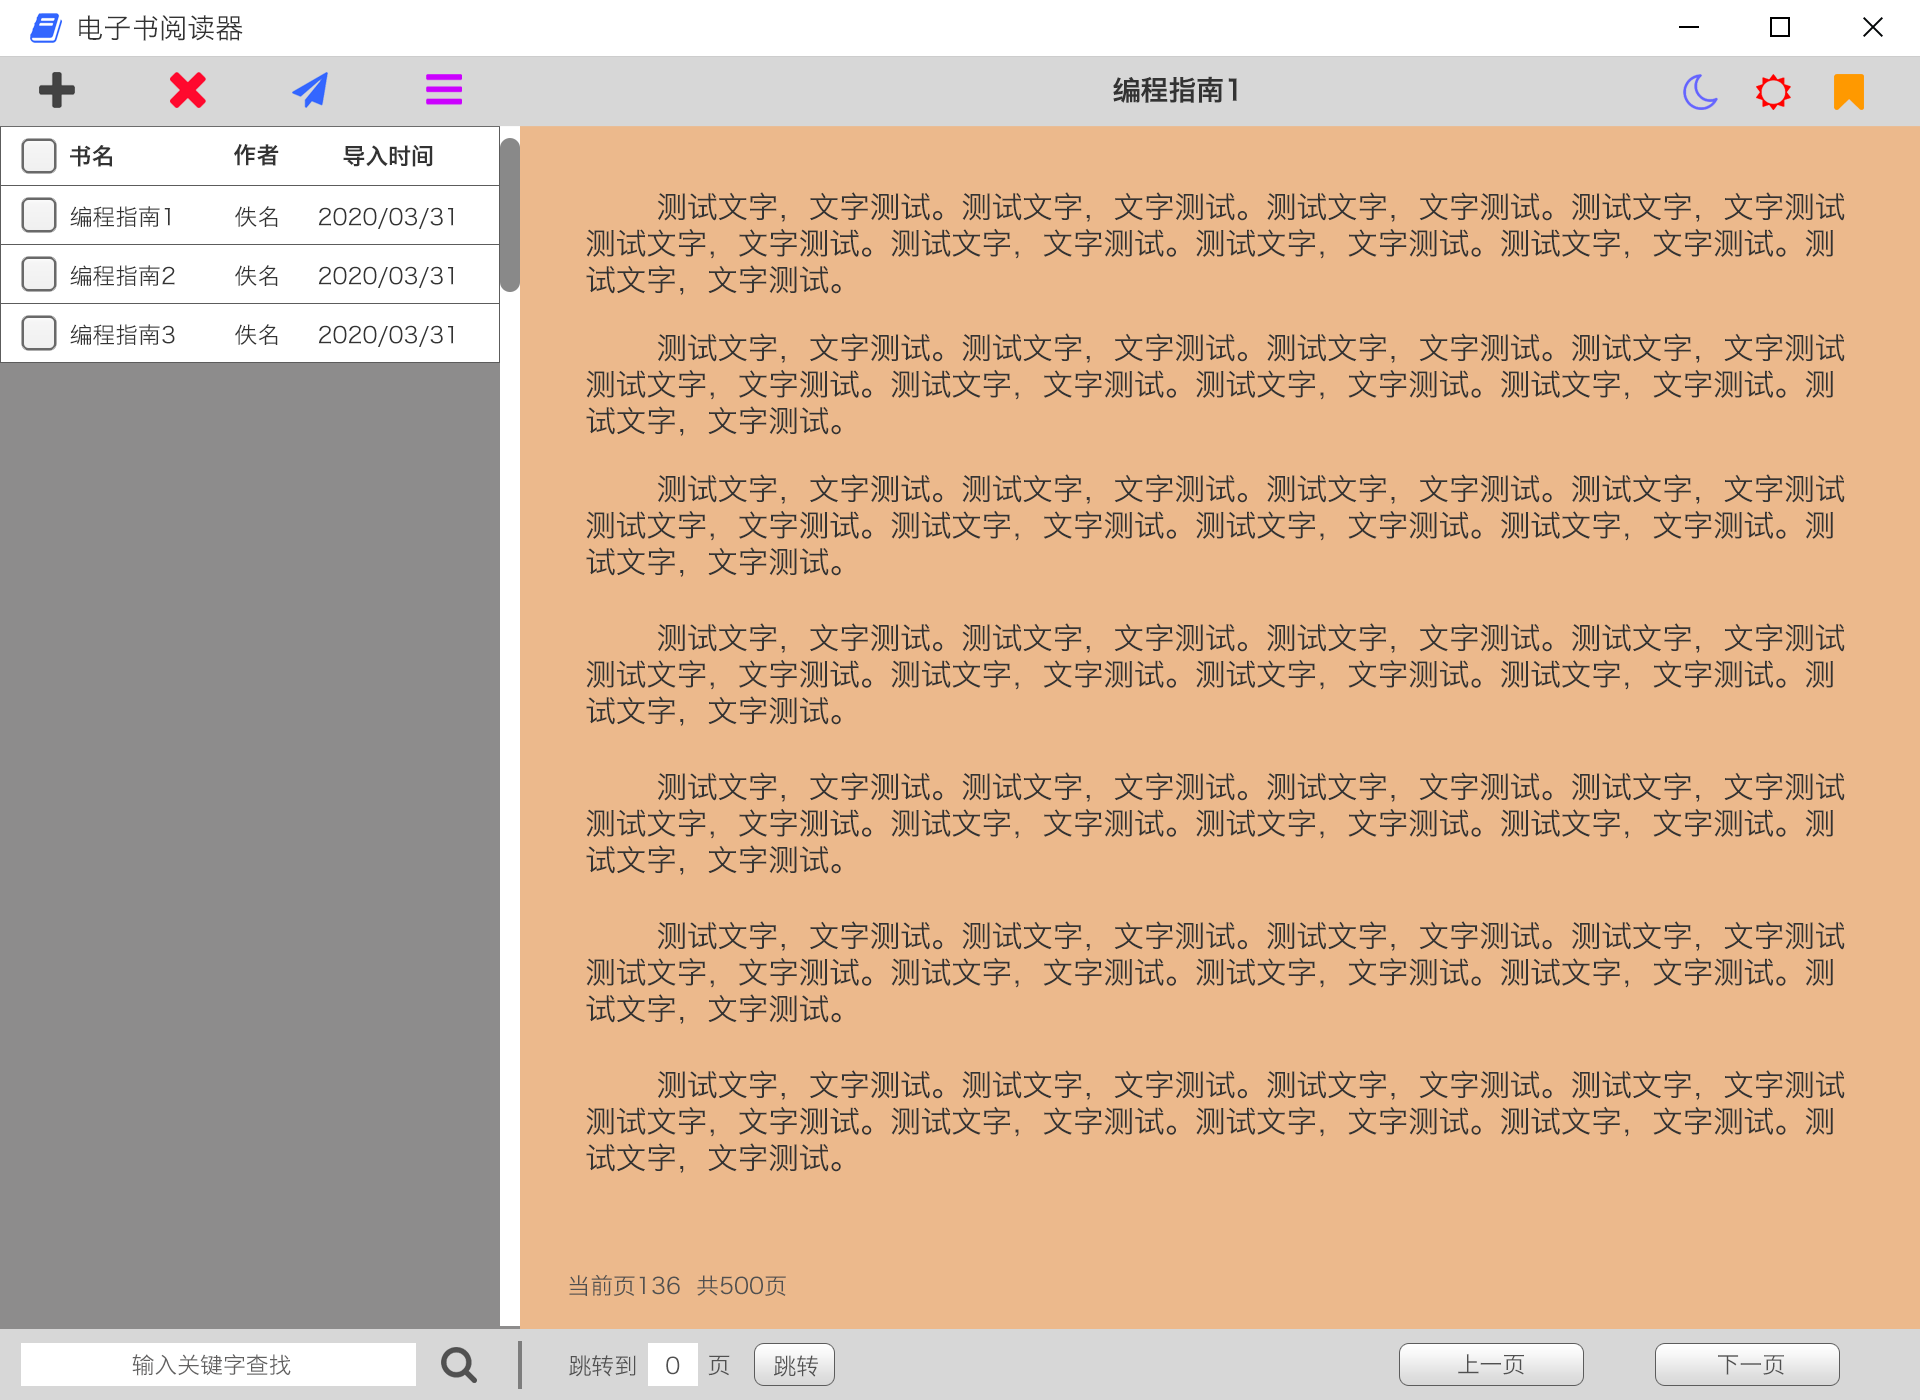 电子书阅读器
编程指南1
书名 作者 导入时间
编程指南1 佚名 2020/03/31
编程指南2 佚名 2020/03/31
编程指南3 佚名 2020/03/31
测试文字，文字测试。测试文字，文字测试。测试文字，文字测试。测试文字，文字测试
测试文字，文字测试。测试文字，文字测试。测试文字，文字测试。测试文字，文字测试。测
试文字，文字测试。
测试文字，文字测试。测试文字，文字测试。测试文字，文字测试。测试文字，文字测试
测试文字，文字测试。测试文字，文字测试。测试文字，文字测试。测试文字，文字测试。测
试文字，文字测试。
测试文字，文字测试。测试文字，文字测试。测试文字，文字测试。测试文字，文字测试
测试文字，文字测试。测试文字，文字测试。测试文字，文字测试。测试文字，文字测试。测
试文字，文字测试。
测试文字，文字测试。测试文字，文字测试。测试文字，文字测试。测试文字，文字测试
测试文字，文字测试。测试文字，文字测试。测试文字，文字测试。测试文字，文字测试。测
试文字，文字测试。
测试文字，文字测试。测试文字，文字测试。测试文字，文字测试。测试文字，文字测试
测试文字，文字测试。测试文字，文字测试。测试文字，文字测试。测试文字，文字测试。测
试文字，文字测试。
测试文字，文字测试。测试文字，文字测试。测试文字，文字测试。测试文字，文字测试
测试文字，文字测试。测试文字，文字测试。测试文字，文字测试。测试文字，文字测试。测
试文字，文字测试。
测试文字，文字测试。测试文字，文字测试。测试文字，文字测试。测试文字，文字测试
测试文字，文字测试。测试文字，文字测试。测试文字，文字测试。测试文字，文字测试。测
试文字，文字测试。
当前页136 共500页
输入关键字查找
跳转到 0 页 跳转
上一页
下一页